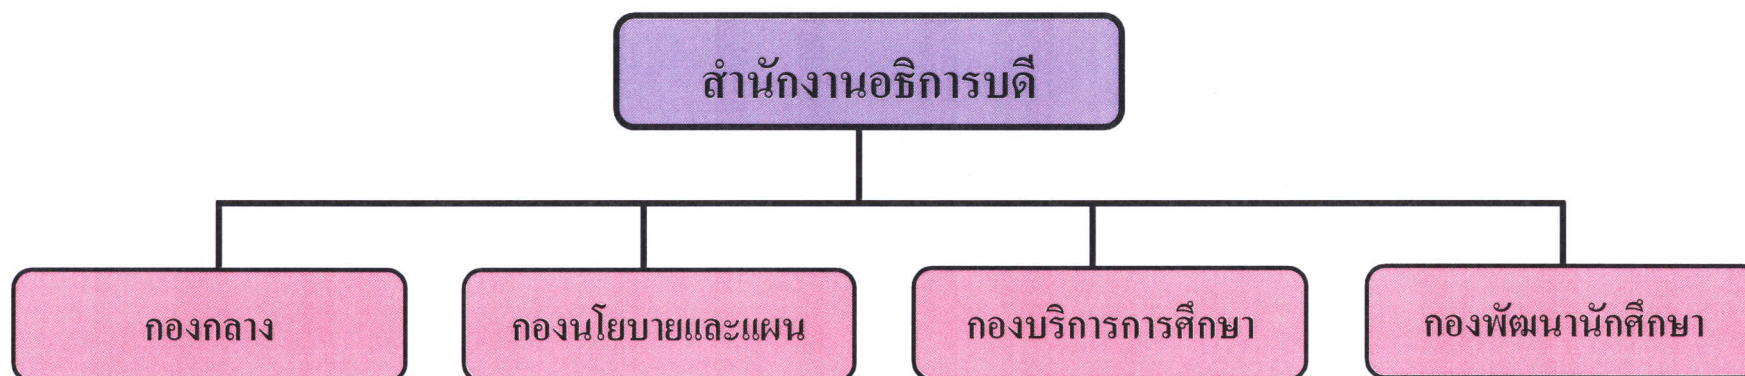 สำนักงานอธิการบดี
กองกลาง
กองนโยบายและแผน
กองบริการการศึกษา
กองพัฒนานักศึกษา